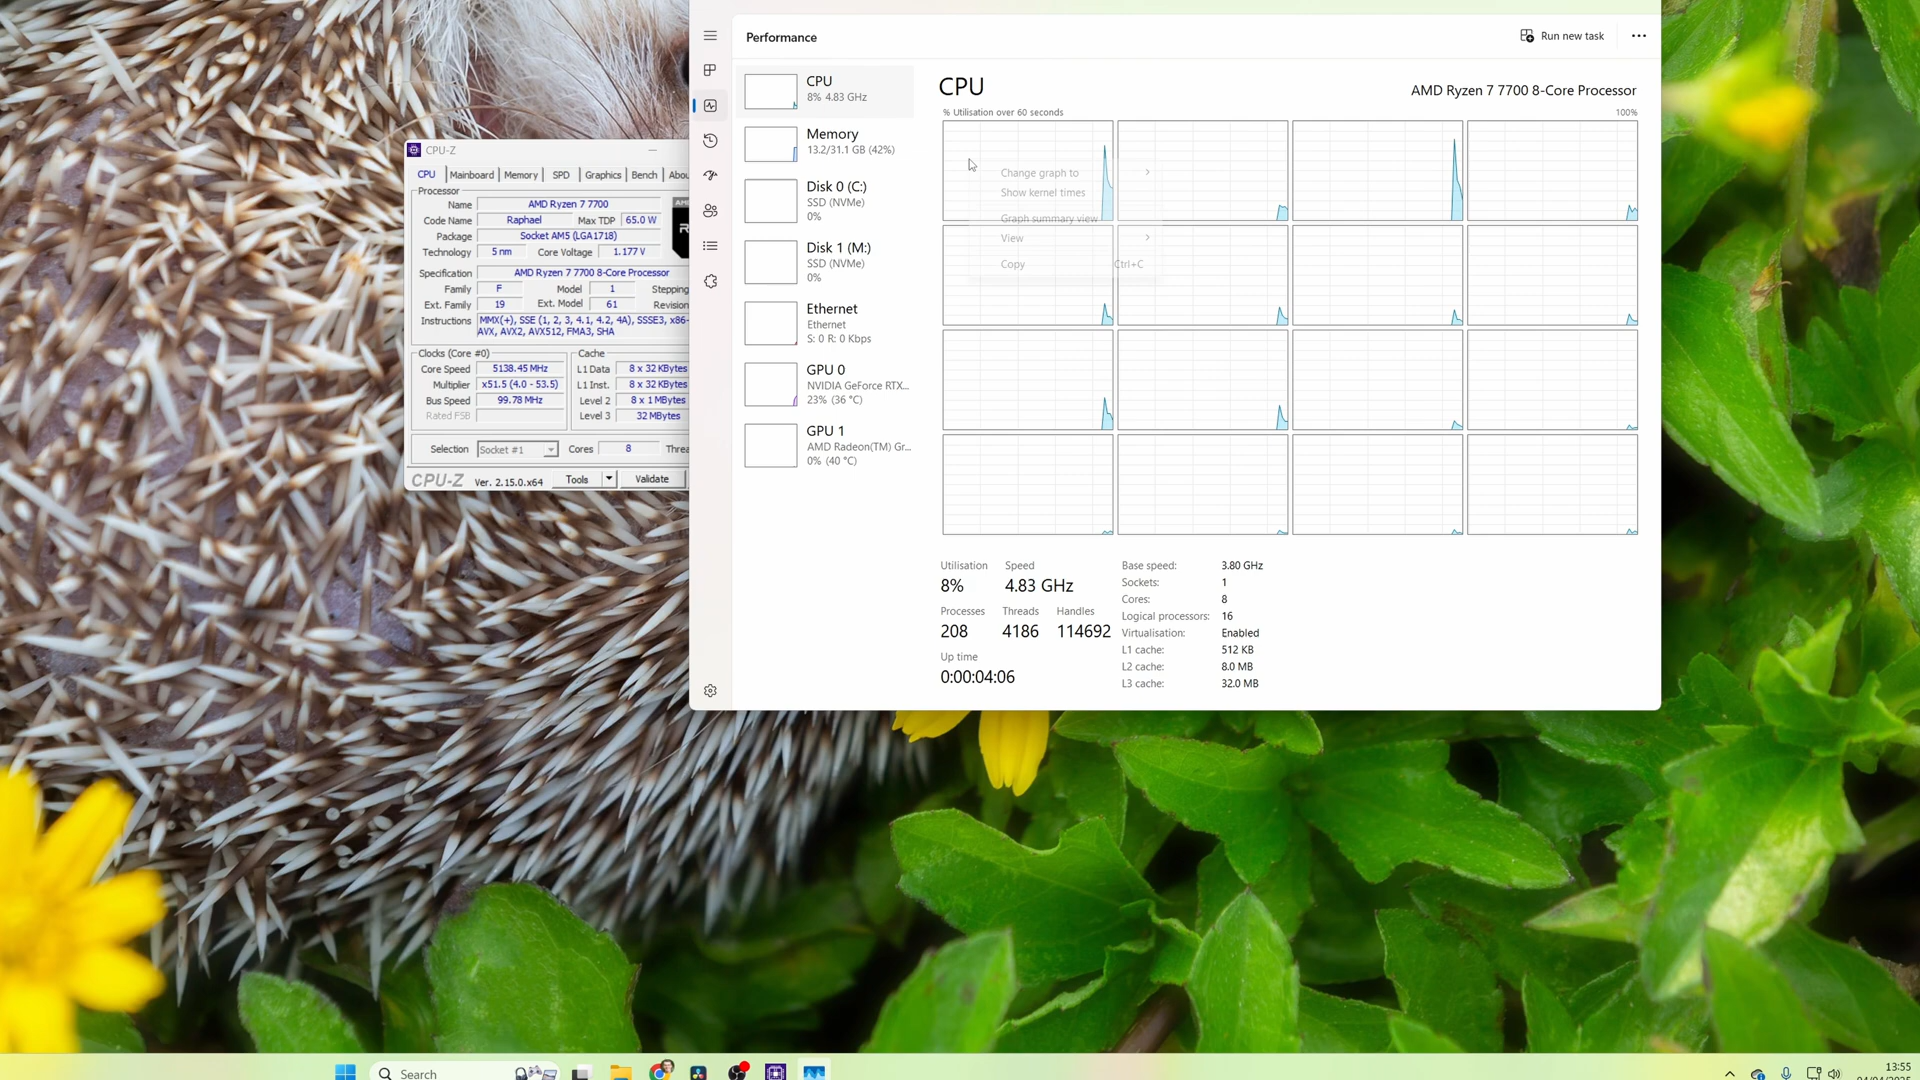 Performance
Run new task
CPU
8% 4.83 GHz
Memory
13.2/31.1 GB (42%)
Disk 0 (C:)
SSD (NVMe)
0%
Disk 1 (M:)
SSD (NVMe)
0%
Ethernet
Ethernet
S: 0 R: 0 Kbps
GPU 0
NVIDIA GeForce RTX...
23% (36 °C)
GPU 1
AMD Radeon(TM) Gr...
0% (40 °C)
CPU
AMD Ryzen 7 7700 8-Core Processor
% Utilisation over 60 seconds
100%
Change graph to
Show kernel times
Graph summary view
View
Copy Ctrl+C
Utilisation Speed
8% 4.83 GHz
Processes Threads Handles
208 4186 114692
Up time
0:00:04:06
Base speed: 3.80 GHz
Sockets: 1
Cores: 8
Logical processors: 16
Virtualisation: Enabled
L1 cache: 512 KB
L2 cache: 8.0 MB
L3 cache: 32.0 MB
CPU-Z
CPU Mainboard Memory SPD Graphics Bench Abou
Processor
Name AMD Ryzen 7 7700
Code Name Raphael Max TDP 65.0 W
Package Socket AM5 (LGA1718)
Technology 5 nm Core Voltage 1.177 V
Specification AMD Ryzen 7 7700 8-Core Processor
Family F Model 1 Stepping
Ext. Family 19 Ext. Model 61 Revision
Instructions MMX(+), SSE (1, 2, 3, 4.1, 4.2, 4A), SSSE3, x86-
AVX, AVX2, AVX512, FMA3, SHA
Clocks (Core #0)
Core Speed 5138.45 MHz
Multiplier x51.5 (4.0 - 53.5)
Bus Speed 99.78 MHz
Rated FSB
Cache
L1 Data 8 x 32 KBytes
L1 Inst. 8 x 32 KBytes
Level 2 8 x 1 MBytes
Level 3 32 MBytes
Selection Socket #1 Cores 8 Threa
CPU-Z Ver. 2.15.0.x64 Tools Validate
Search
13:55